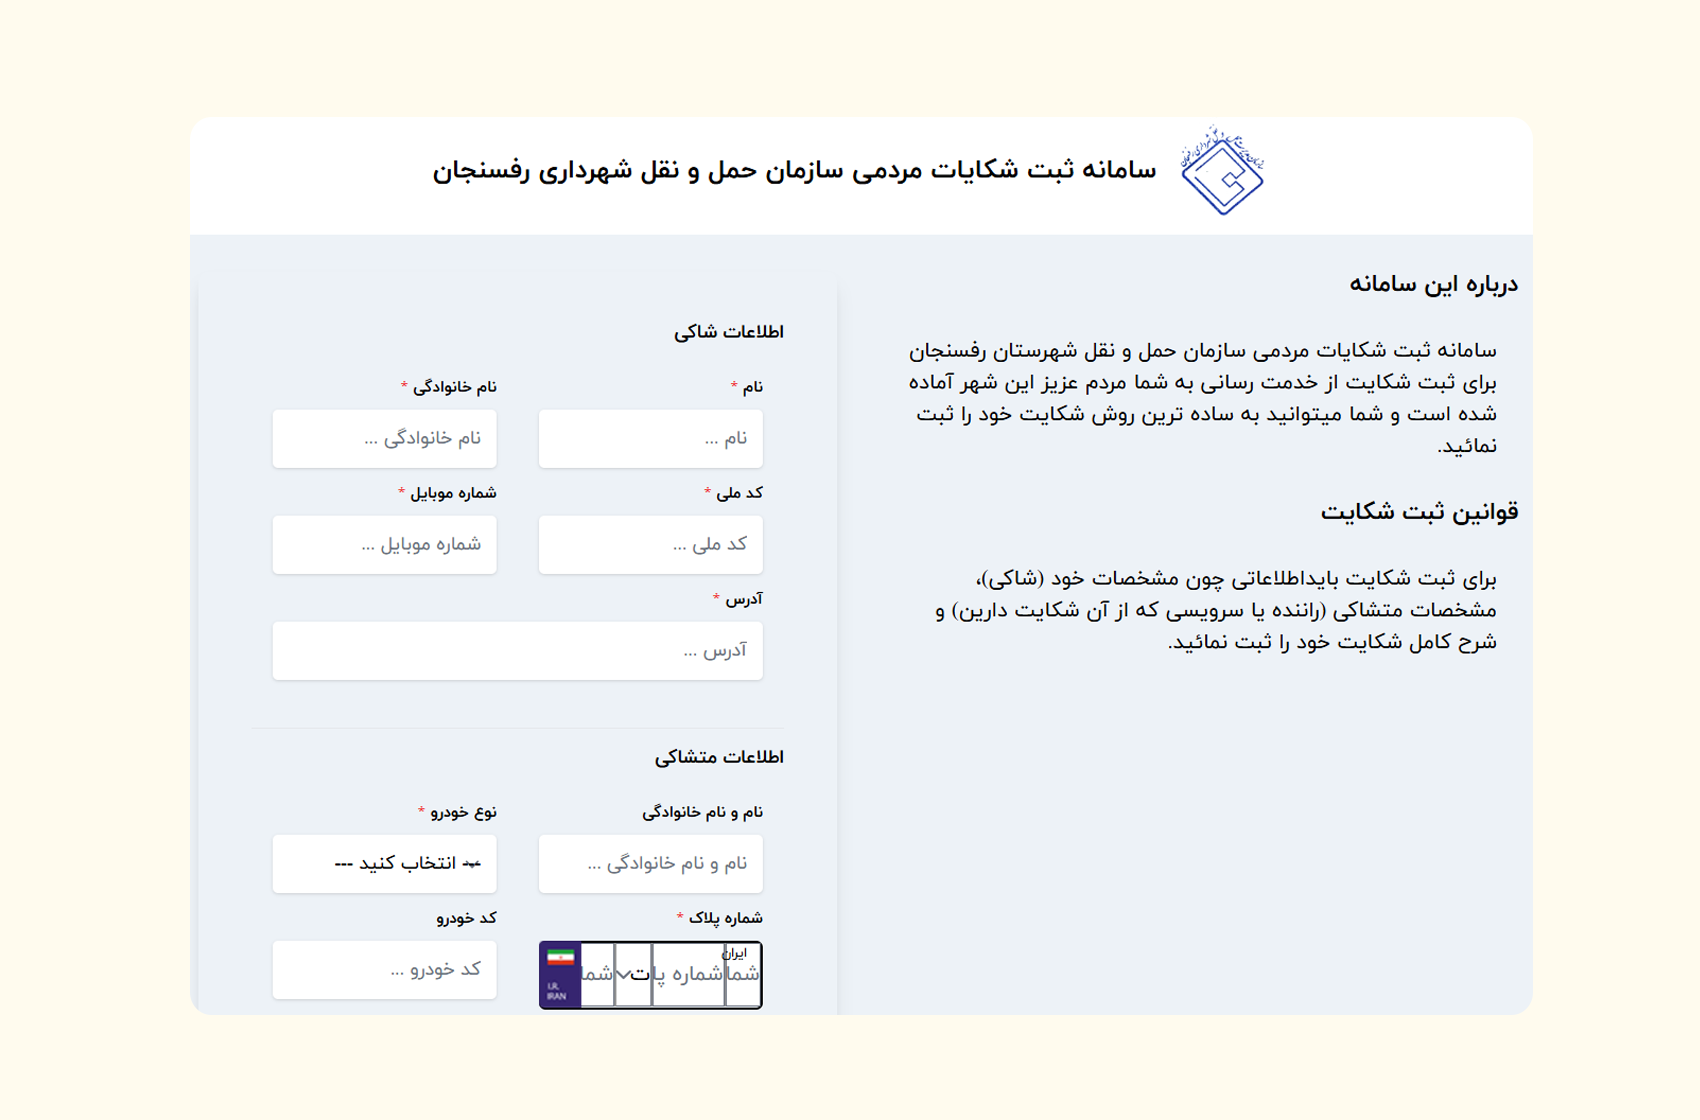 سامانه ثبت شکایات مردمی سازمان حمل و نقل شهرداری رفسنجان
درباره این سامانه
سامانه ثبت شکایات مردمی سازمان حمل و نقل شهرستان رفسنجان
برای ثبت شکایت از خدمت رسانی به شما مردم عزیز این شهر آماده
شده است و شما میتوانید به ساده ترین روش شکایت خود را ثبت
نمائید.
قوانین ثبت شکایت
برای ثبت شکایت بایداطلاعاتی چون مشخصات خود (شاکی)،
مشخصات متشاکی (راننده یا سرویسی که از آن شکایت دارین) و
شرح کامل شکایت خود را ثبت نمائید.
اطلاعات شاکی
نام *
نام ...
نام خانوادگی *
نام خانوادگی ...
کد ملی *
کد ملی ...
شماره موبایل *
شماره موبایل ...
آدرس *
آدرس ...
اطلاعات متشاکی
نام و نام خانوادگی
نام و نام خانوادگی ...
نوع خودرو *
--- انتخاب کنید ---
شماره پلاک *
ایران
شما شماره پا ت شما
I.R.
IRAN
کد خودرو
کد خودرو ...